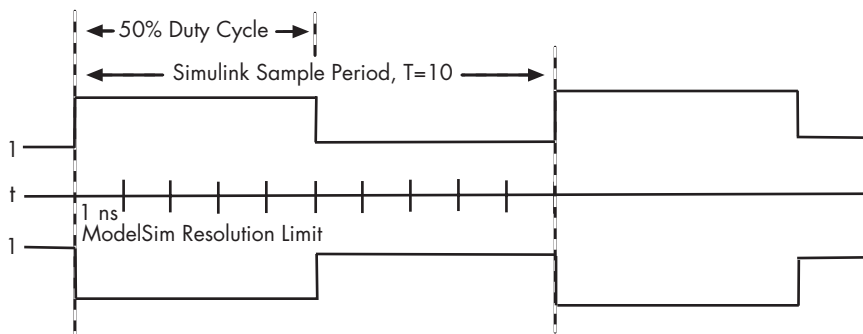 50% Duty Cycle
Simulink Sample Period, T=10
1
t
1 ns
ModelSim Resolution Limit
1